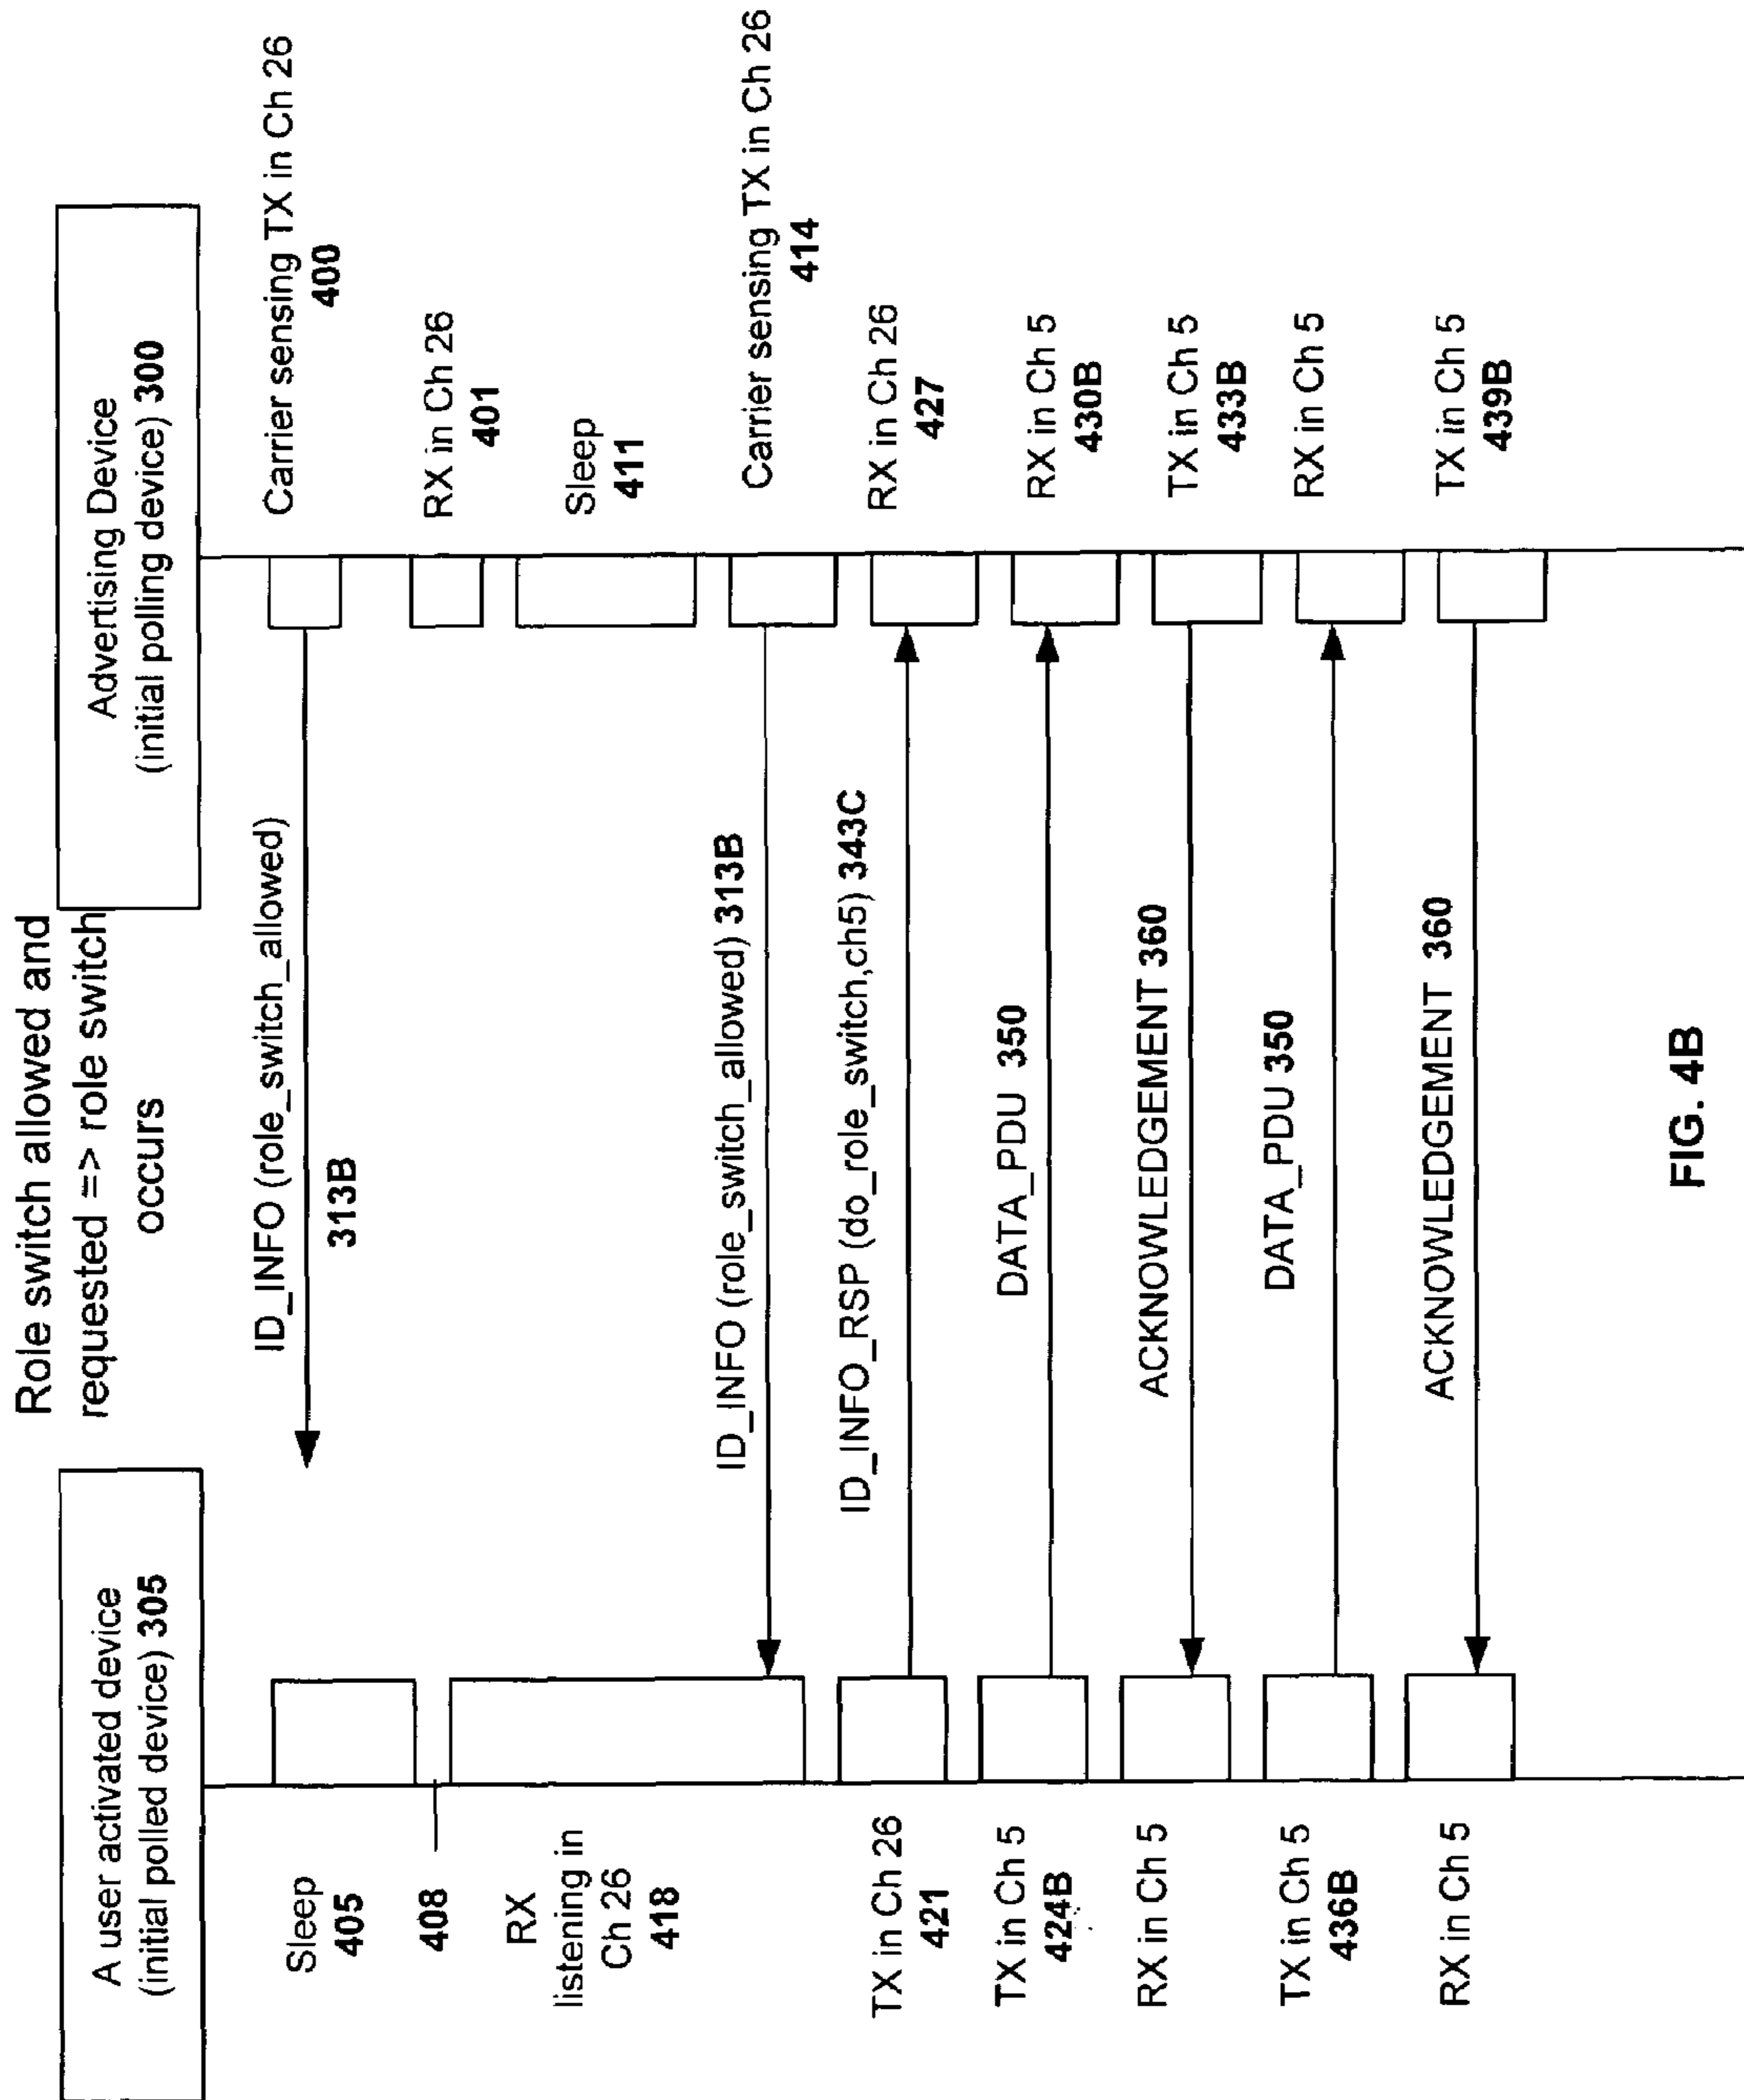 Role switch allowed and
requested => role switch
occurs
A user activated device
(initial polled device) 305
Advertising Device
(initial polling device) 300
Sleep
405
408
RX
listening in
Ch 26
418
TX in Ch 26
421
TX in Ch 5
424B
RX in Ch 5
TX in Ch 5
436B
RX in Ch 5
ID_INFO (role_switch_allowed)
313B
ID_INFO (role_switch_allowed) 313B
ID_INFO_RSP (do_role_switch,ch5) 343C
DATA_PDU 350
ACKNOWLEDGEMENT 360
DATA_PDU 350
ACKNOWLEDGEMENT 360
Carrier sensing TX in Ch 26
400
RX in Ch 26
401
Sleep
411
Carrier sensing TX in Ch 26
414
RX in Ch 26
427
RX in Ch 5
430B
TX in Ch 5
433B
RX in Ch 5
TX in Ch 5
439B
FIG. 4B